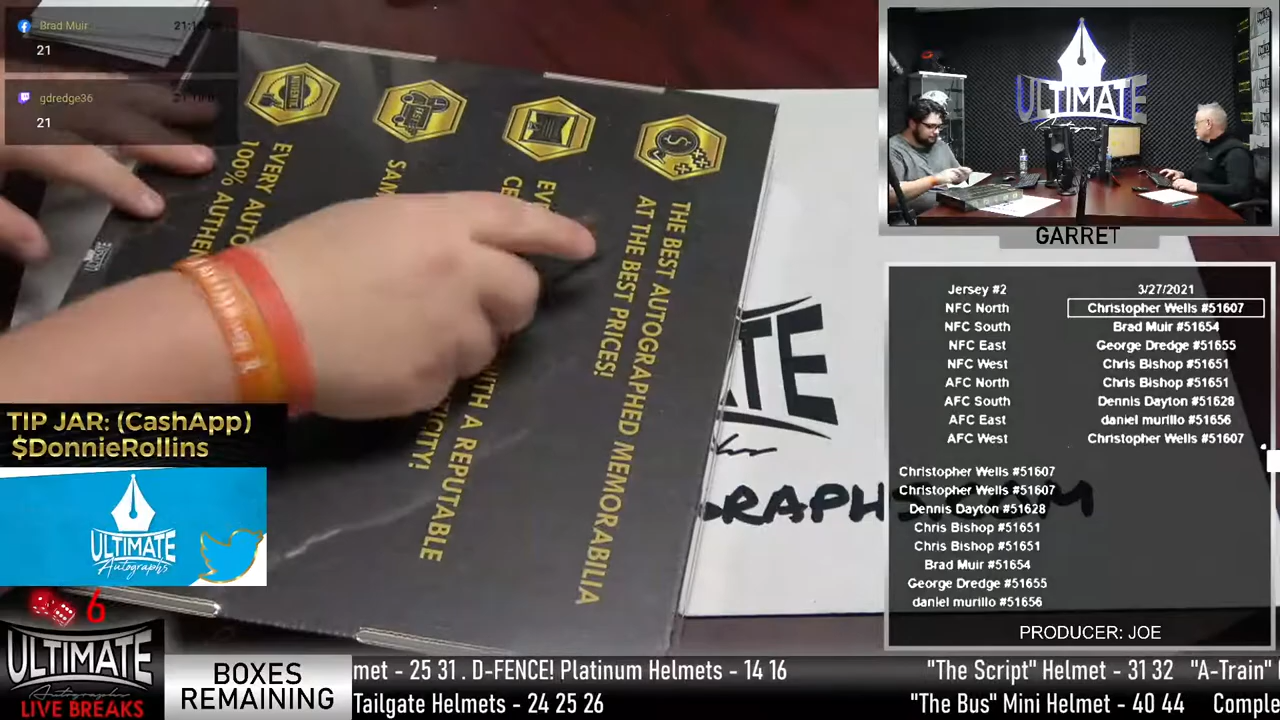 Brad Muir
21
gdredge36
21
EVERY AUTO
100% AUTHEN
SAM
THE BEST AUTOGRAPHED MEMORABILIA
AT THE BEST PRICES!
WITH A REPUTABLE
ULTIMATE
GARRET
Jersey #2 3/27/2021
NFC North Christopher Wells #51607
NFC South Brad Muir #51654
NFC East George Dredge #51655
NFC West Chris Bishop #51651
AFC North Chris Bishop #51651
AFC South Dennis Dayton #51628
AFC East daniel murillo #51656
AFC West Christopher Wells #51607
Christopher Wells #51607
Christopher Wells #51607
Dennis Dayton #51628
Chris Bishop #51651
Chris Bishop #51651
Brad Muir #51654
George Dredge #51655
daniel murillo #51656
PRODUCER: JOE
TIP JAR: (CashApp)
$DonnieRollins
ULTIMATE
Autographs
6
ULTIMATE
Autographs
LIVE BREAKS
BOXES
REMAINING
met - 25 31 . D-FENCE! Platinum Helmets - 14 16 "The Script" Helmet - 31 32 "A-Train"
Tailgate Helmets - 24 25 26 "The Bus" Mini Helmet - 40 44 Comple